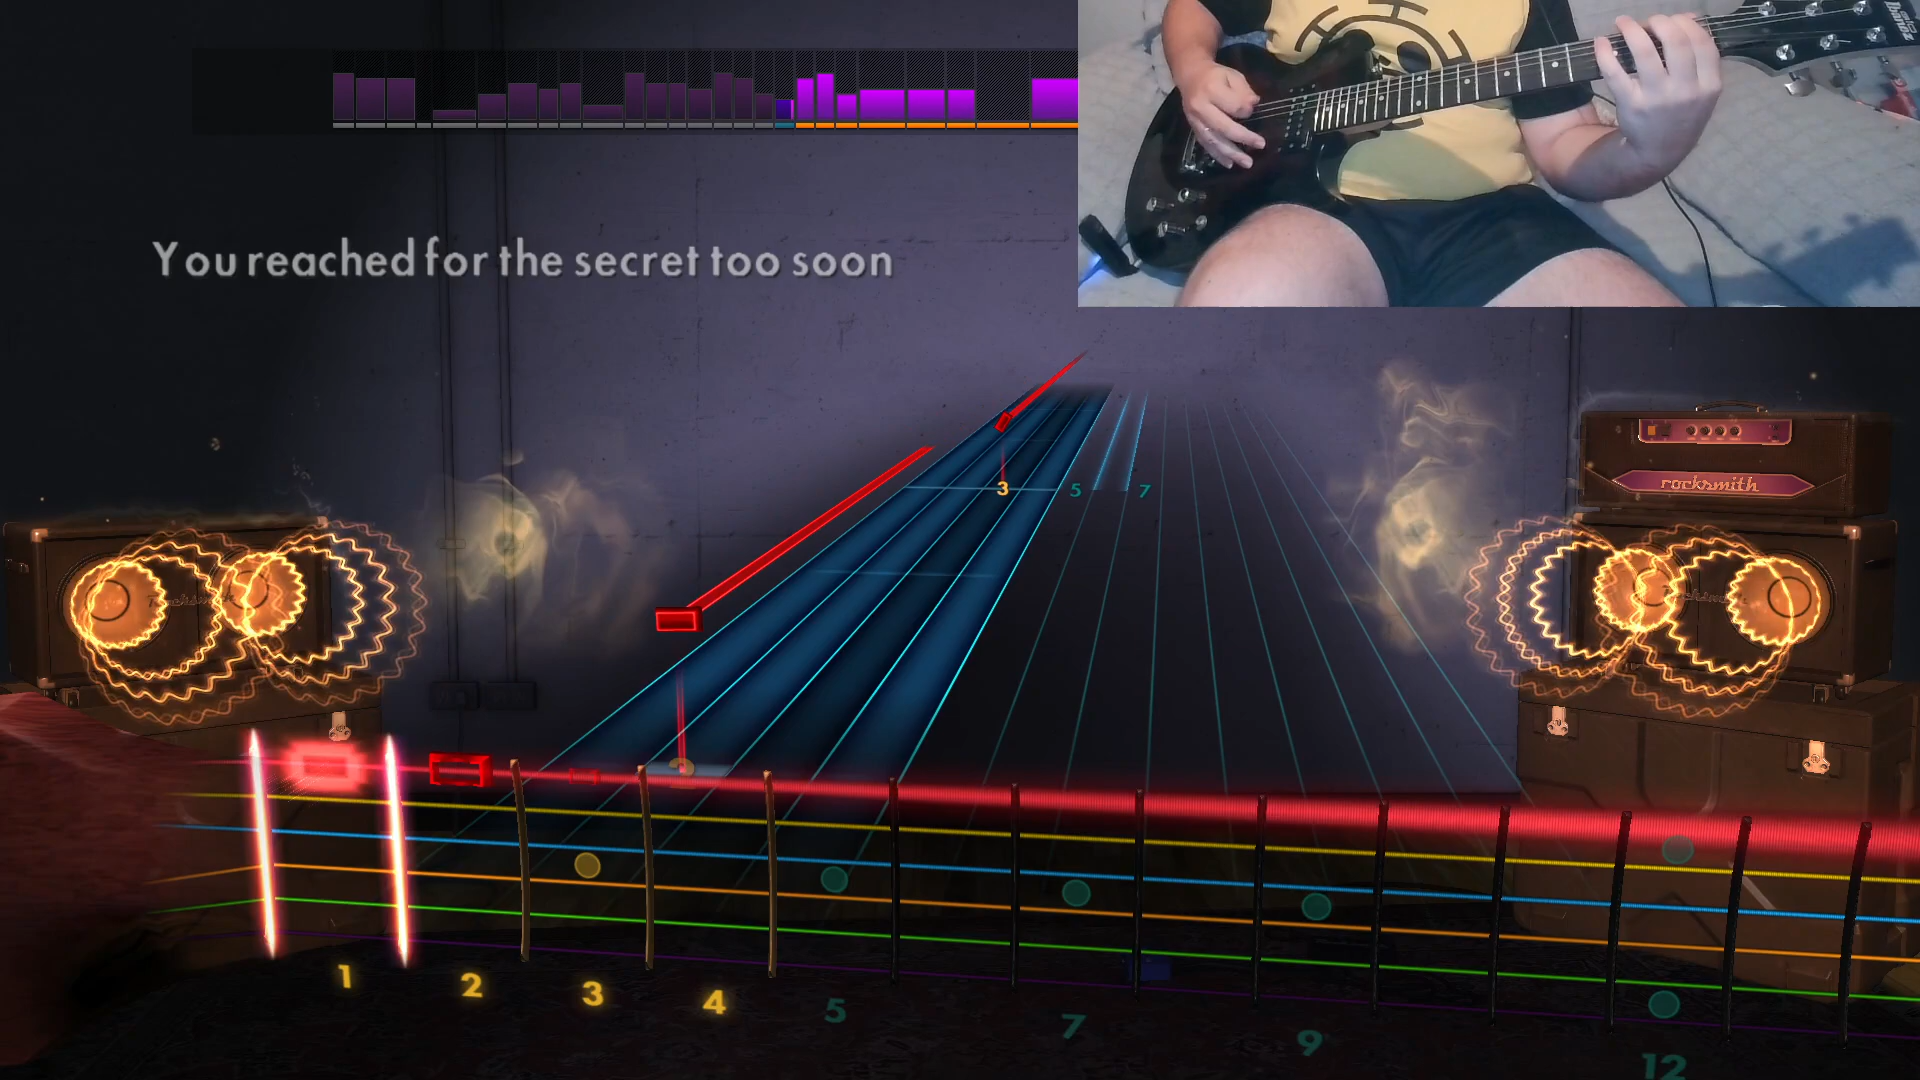 Ibanez
You reached for the secret too soon
rocksmith
3 5 7
1 2 3 4 5 7 9 12